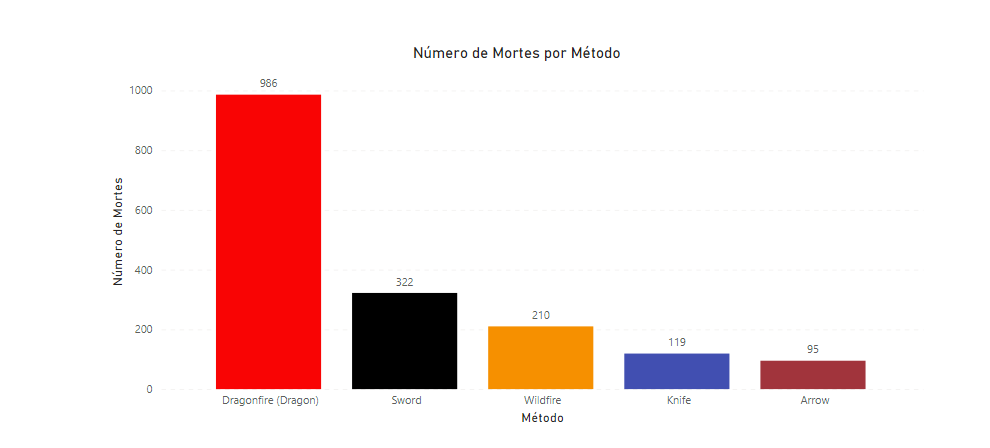 Número de Mortes por Método
Número de Mortes
1000
800
600
400
200
0
986
322
210
119
95
Dragonfire (Dragon)
Sword
Wildfire
Knife
Arrow
Método